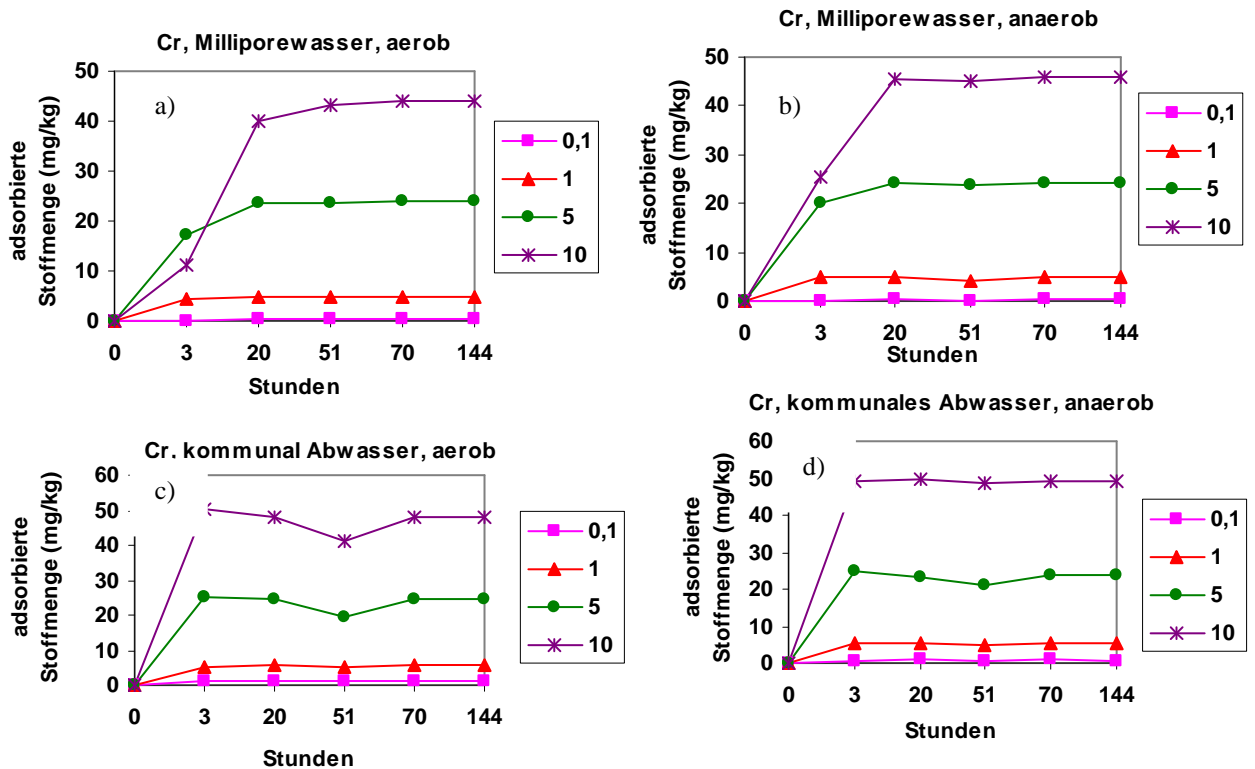 Cr, Milliporewasser, aerob
a)
adsorbierte
Stoffmenge (mg/kg)
50
40
30
20
10
0
0 3 20 51 70 144
Stunden
0,1
1
5
10
Cr, Milliporewasser, anaerob
b)
adsorbierte
Stoffmenge (mg/kg)
50
40
30
20
10
0
0 3 20 51 70 144
Stunden
0,1
1
5
10
Cr. kommunal Abwasser, aerob
c)
adsorbierte
Stoffmenge (mg/kg)
60
50
40
30
20
10
0
0 3 20 51 70 144
Stunden
0,1
1
5
10
Cr, kommunales Abwasser, anaerob
d)
adsorbierte
Stoffmenge (mg/kg)
60
50
40
30
20
10
0
0 3 20 51 70 144
Stunden
0,1
1
5
10